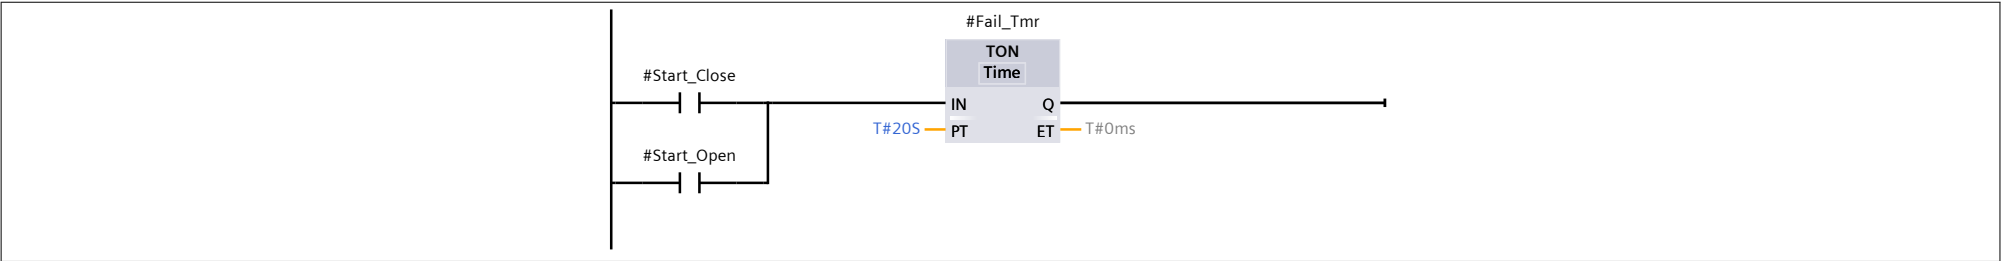 #Fail_Tmr
TON
Time
#Start_Close
IN Q
T#20S PT ET T#0ms
#Start_Open